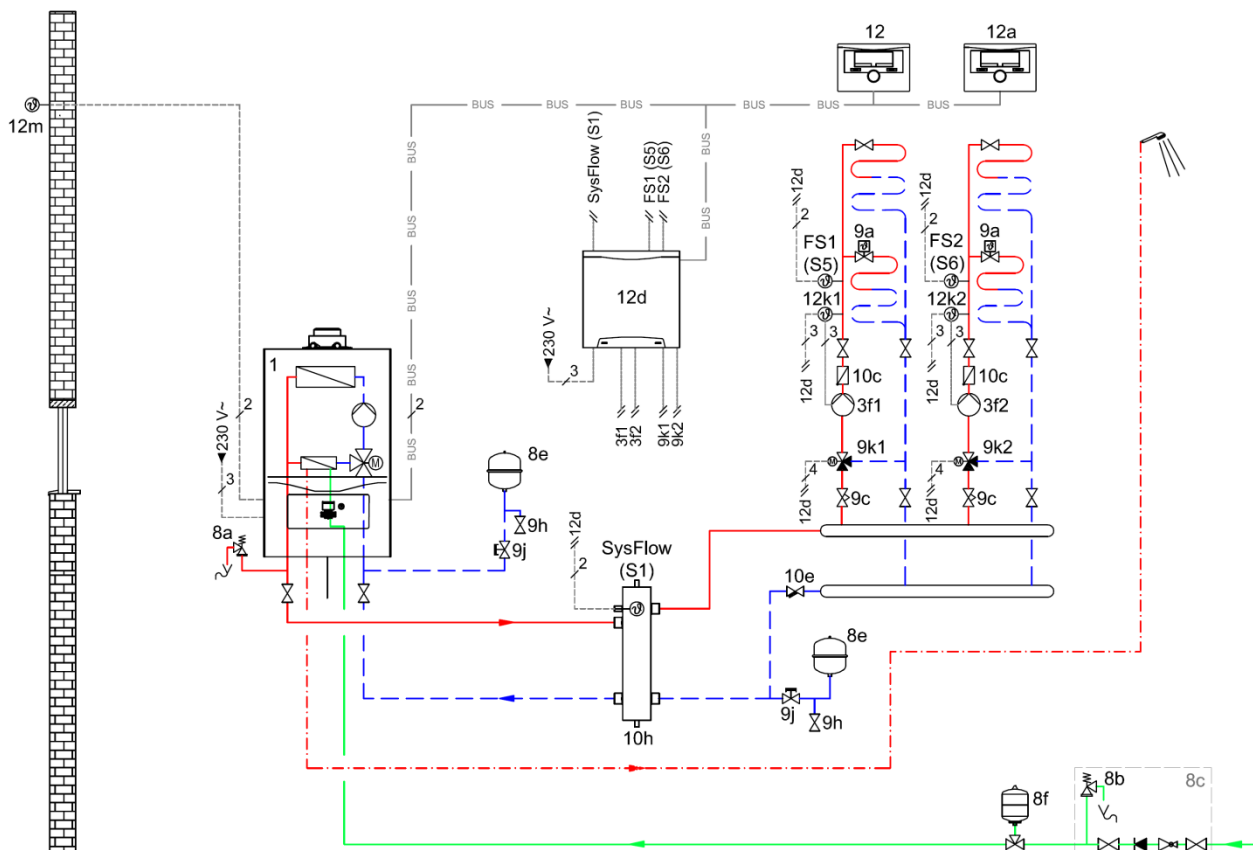 12
12a
12m
BUS BUS BUS BUS BUS BUS
BUS
BUS
BUS
BUS
BUS
BUS
SysFlow (S1)
FS1 (S5)
FS2 (S6)
12d
12d
2
2
9a
9a
FS1
(S5)
FS2
(S6)
12d
12k1
12k2
230 V~
3
3
3
3
3
1
2
2
10c
10c
12d
12d
3f1
3f2
3f1
3f2
9k1
9k2
230 V~
3
M
9k1
M
9k2
M
4
4
8e
9c
9c
12d
12d
9h
9j
8a
12d
2
SysFlow
(S1)
10e
8e
9j
9h
10h
8f
8b
8c